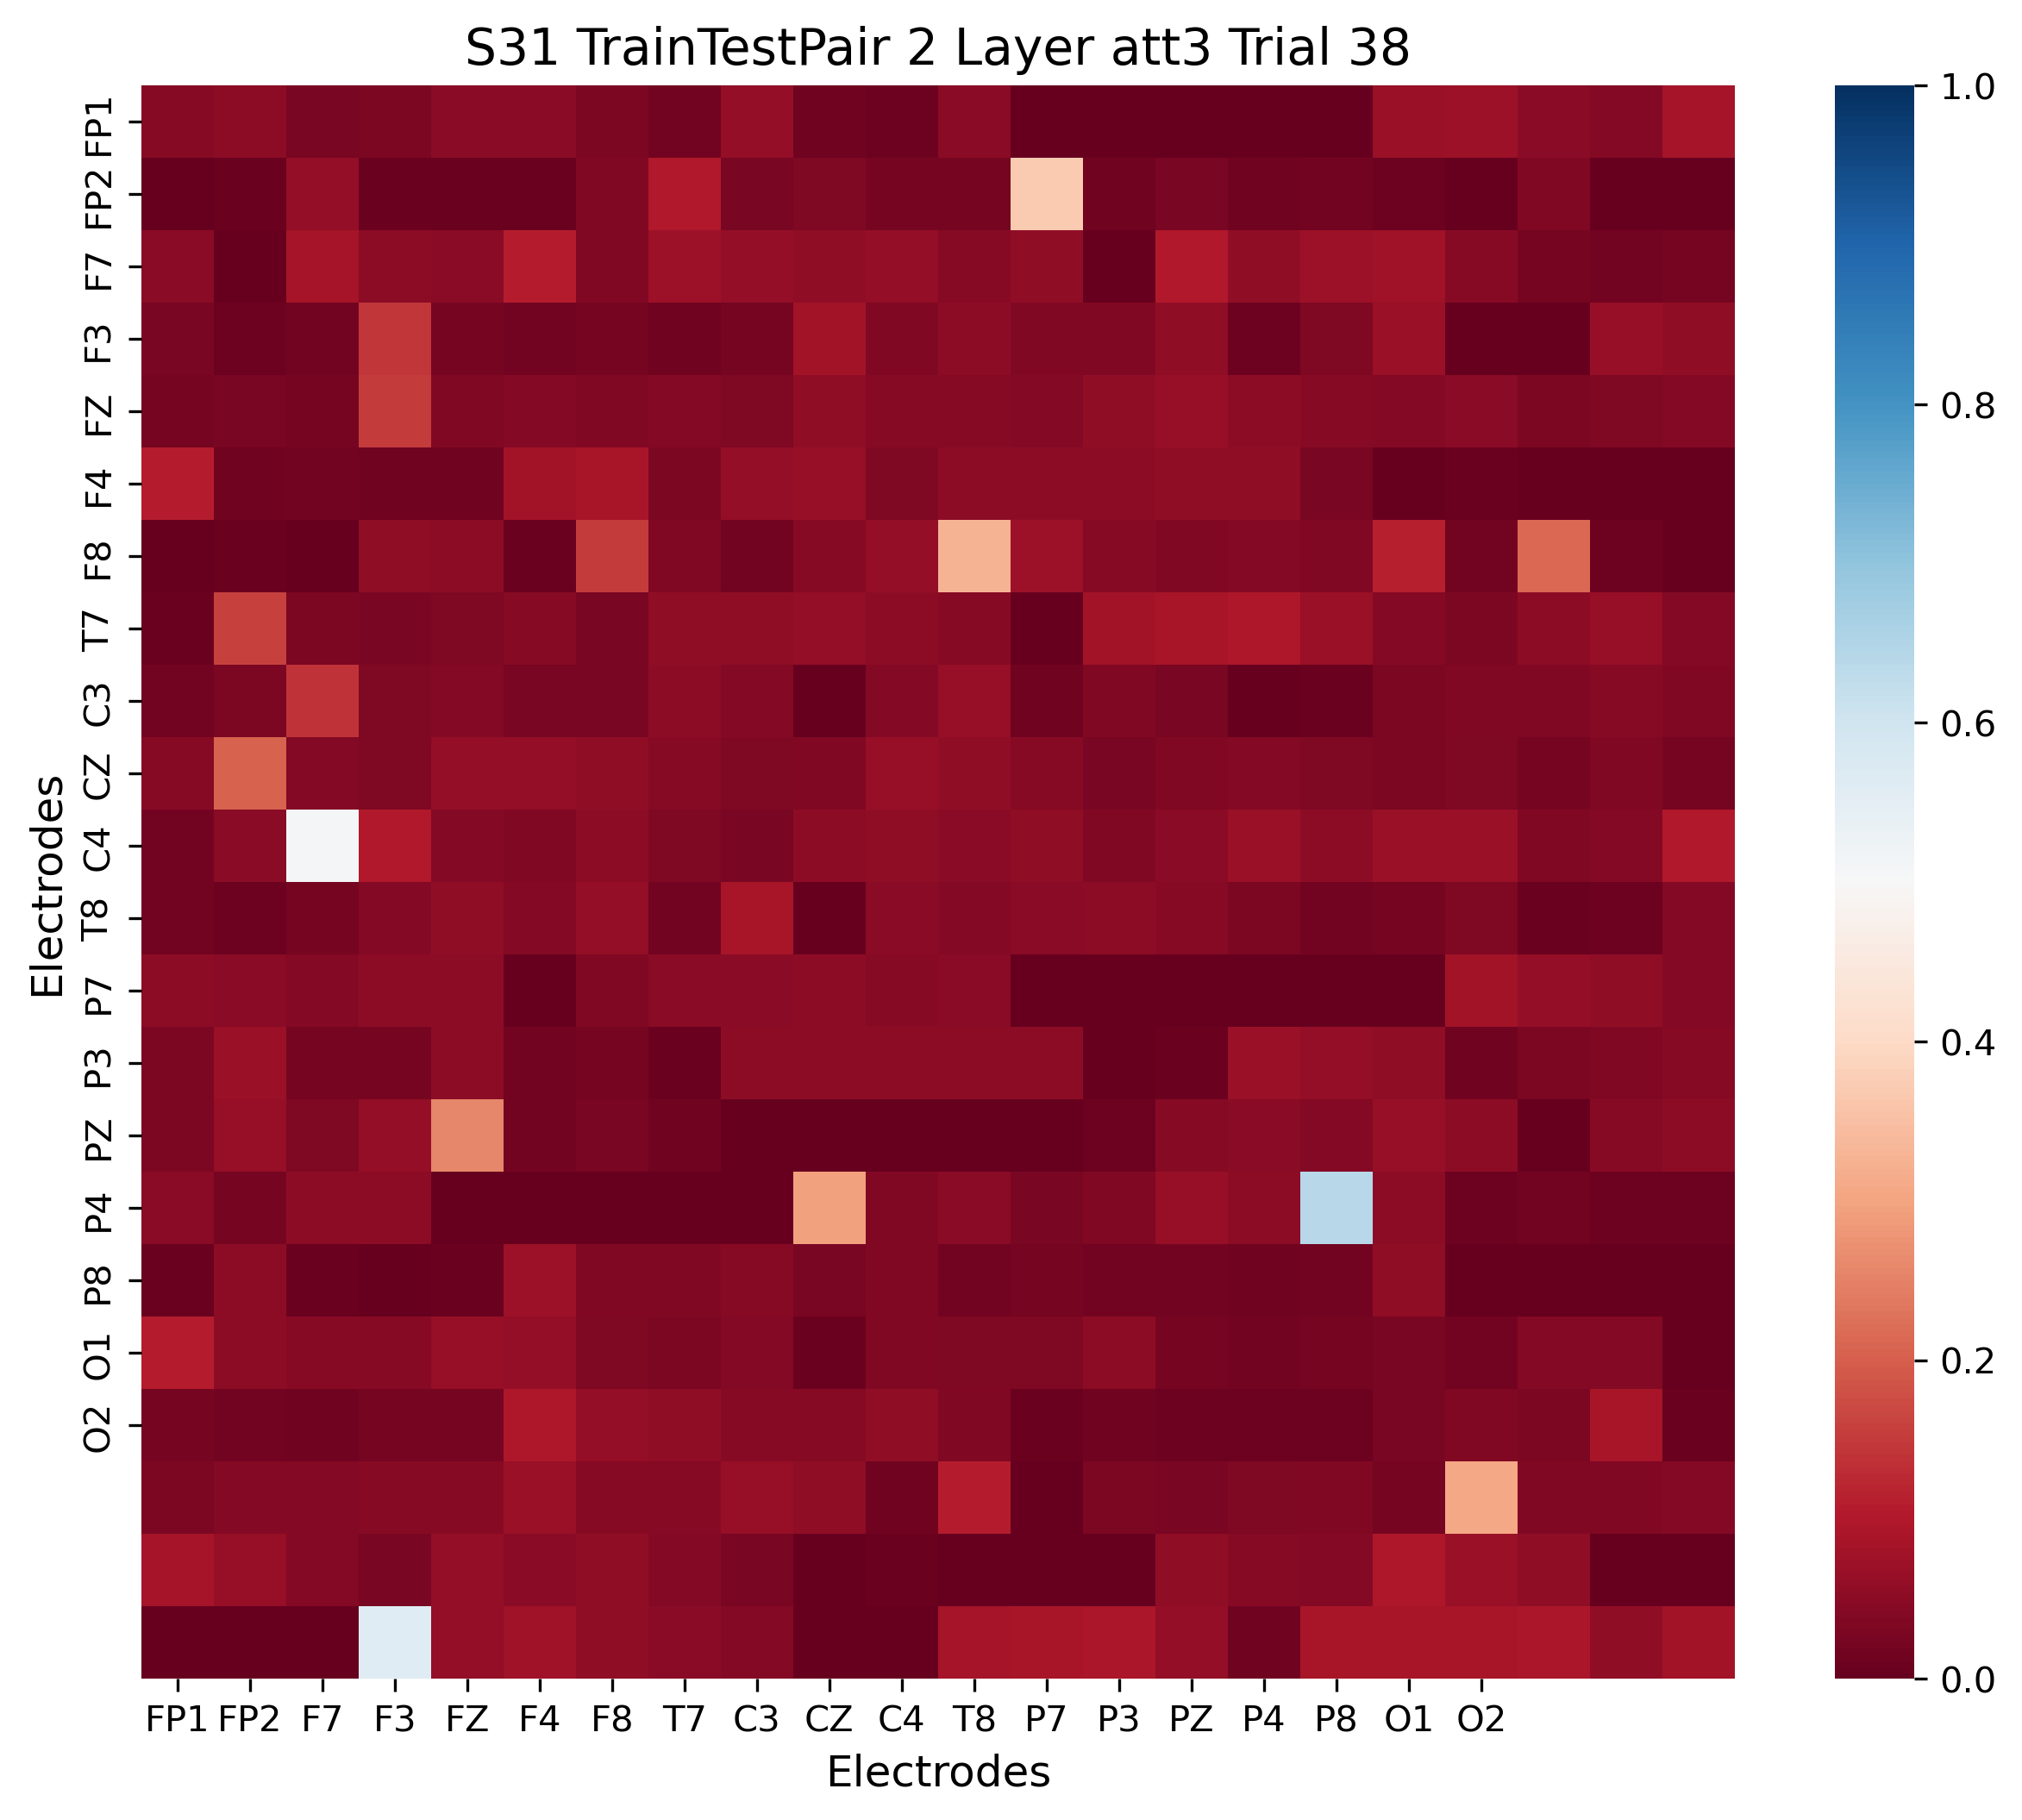 S31 TrainTestPair 2 Layer att3 Trial 38
Electrodes
FP1
FP2
F7
F3
FZ
F4
F8
T7
C3
CZ
C4
T8
P7
P3
PZ
P4
P8
O1
O2
FP1 FP2 F7 F3 FZ F4 F8 T7 C3 CZ C4 T8 P7 P3 PZ P4 P8 O1 O2
Electrodes
1.0
0.8
0.6
0.4
0.2
0.0